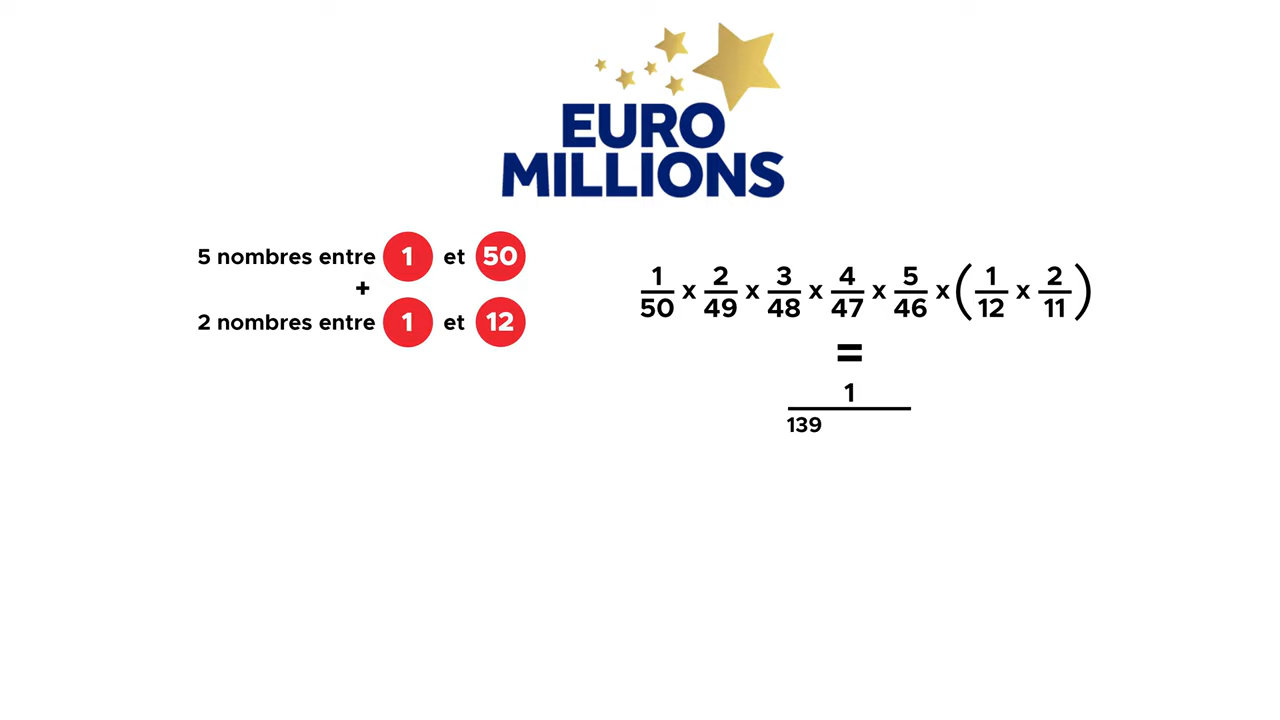 EURO
MILLIONS
5 nombres entre 1 et 50
+
2 nombres entre 1 et 12
1/50 x 2/49 x 3/48 x 4/47 x 5/46 x (1/12 x 2/11)
=
1
139